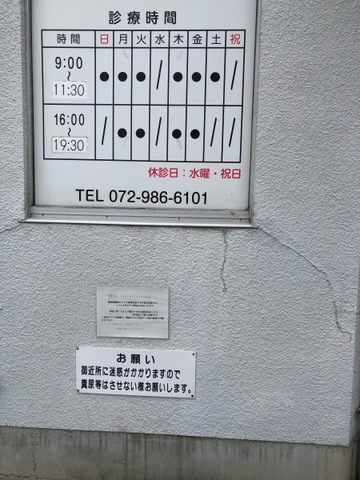 診療時間
時間 日 月 火 水 木 金 土 祝
9:00 ~ 11:30 ● ● ● / ● ● ● /
16:00 ~ 19:30 / ● ● / ● ● / /
休診日：水曜・祝日
TEL 072-986-6101
お願い
御近所に迷惑がかかりますので
糞尿等はさせない様お願いします。